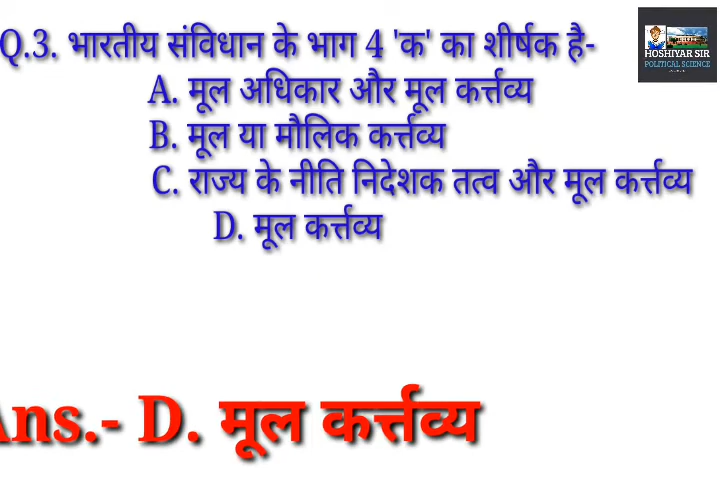 Q.3. भारतीय संविधान के भाग 4 'क' का शीर्षक है-
A. मूल अधिकार और मूल कर्त्तव्य
B. मूल या मौलिक कर्त्तव्य
C. राज्य के नीति निदेशक तत्व और मूल कर्त्तव्य
D. मूल कर्त्तव्य
Ans.- D. मूल कर्त्तव्य
HOSHIYAR SIR
POLITICAL SCIENCE